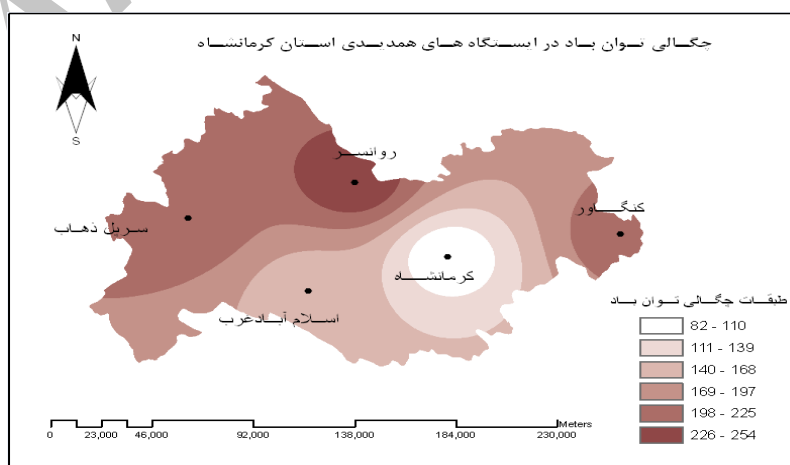 چگالی توان باد در ایستگاه های همدیدی استان کرمانشاه
N
S
روانسر
کنگاور
سرپل ذهاب
کرمانشاه
اسلام آبادغرب
طبقات چگالی توان باد
82 - 110
111 - 139
140 - 168
169 - 197
198 - 225
226 - 254
Meters
0 23,000 46,000 92,000 138,000 184,000 230,000